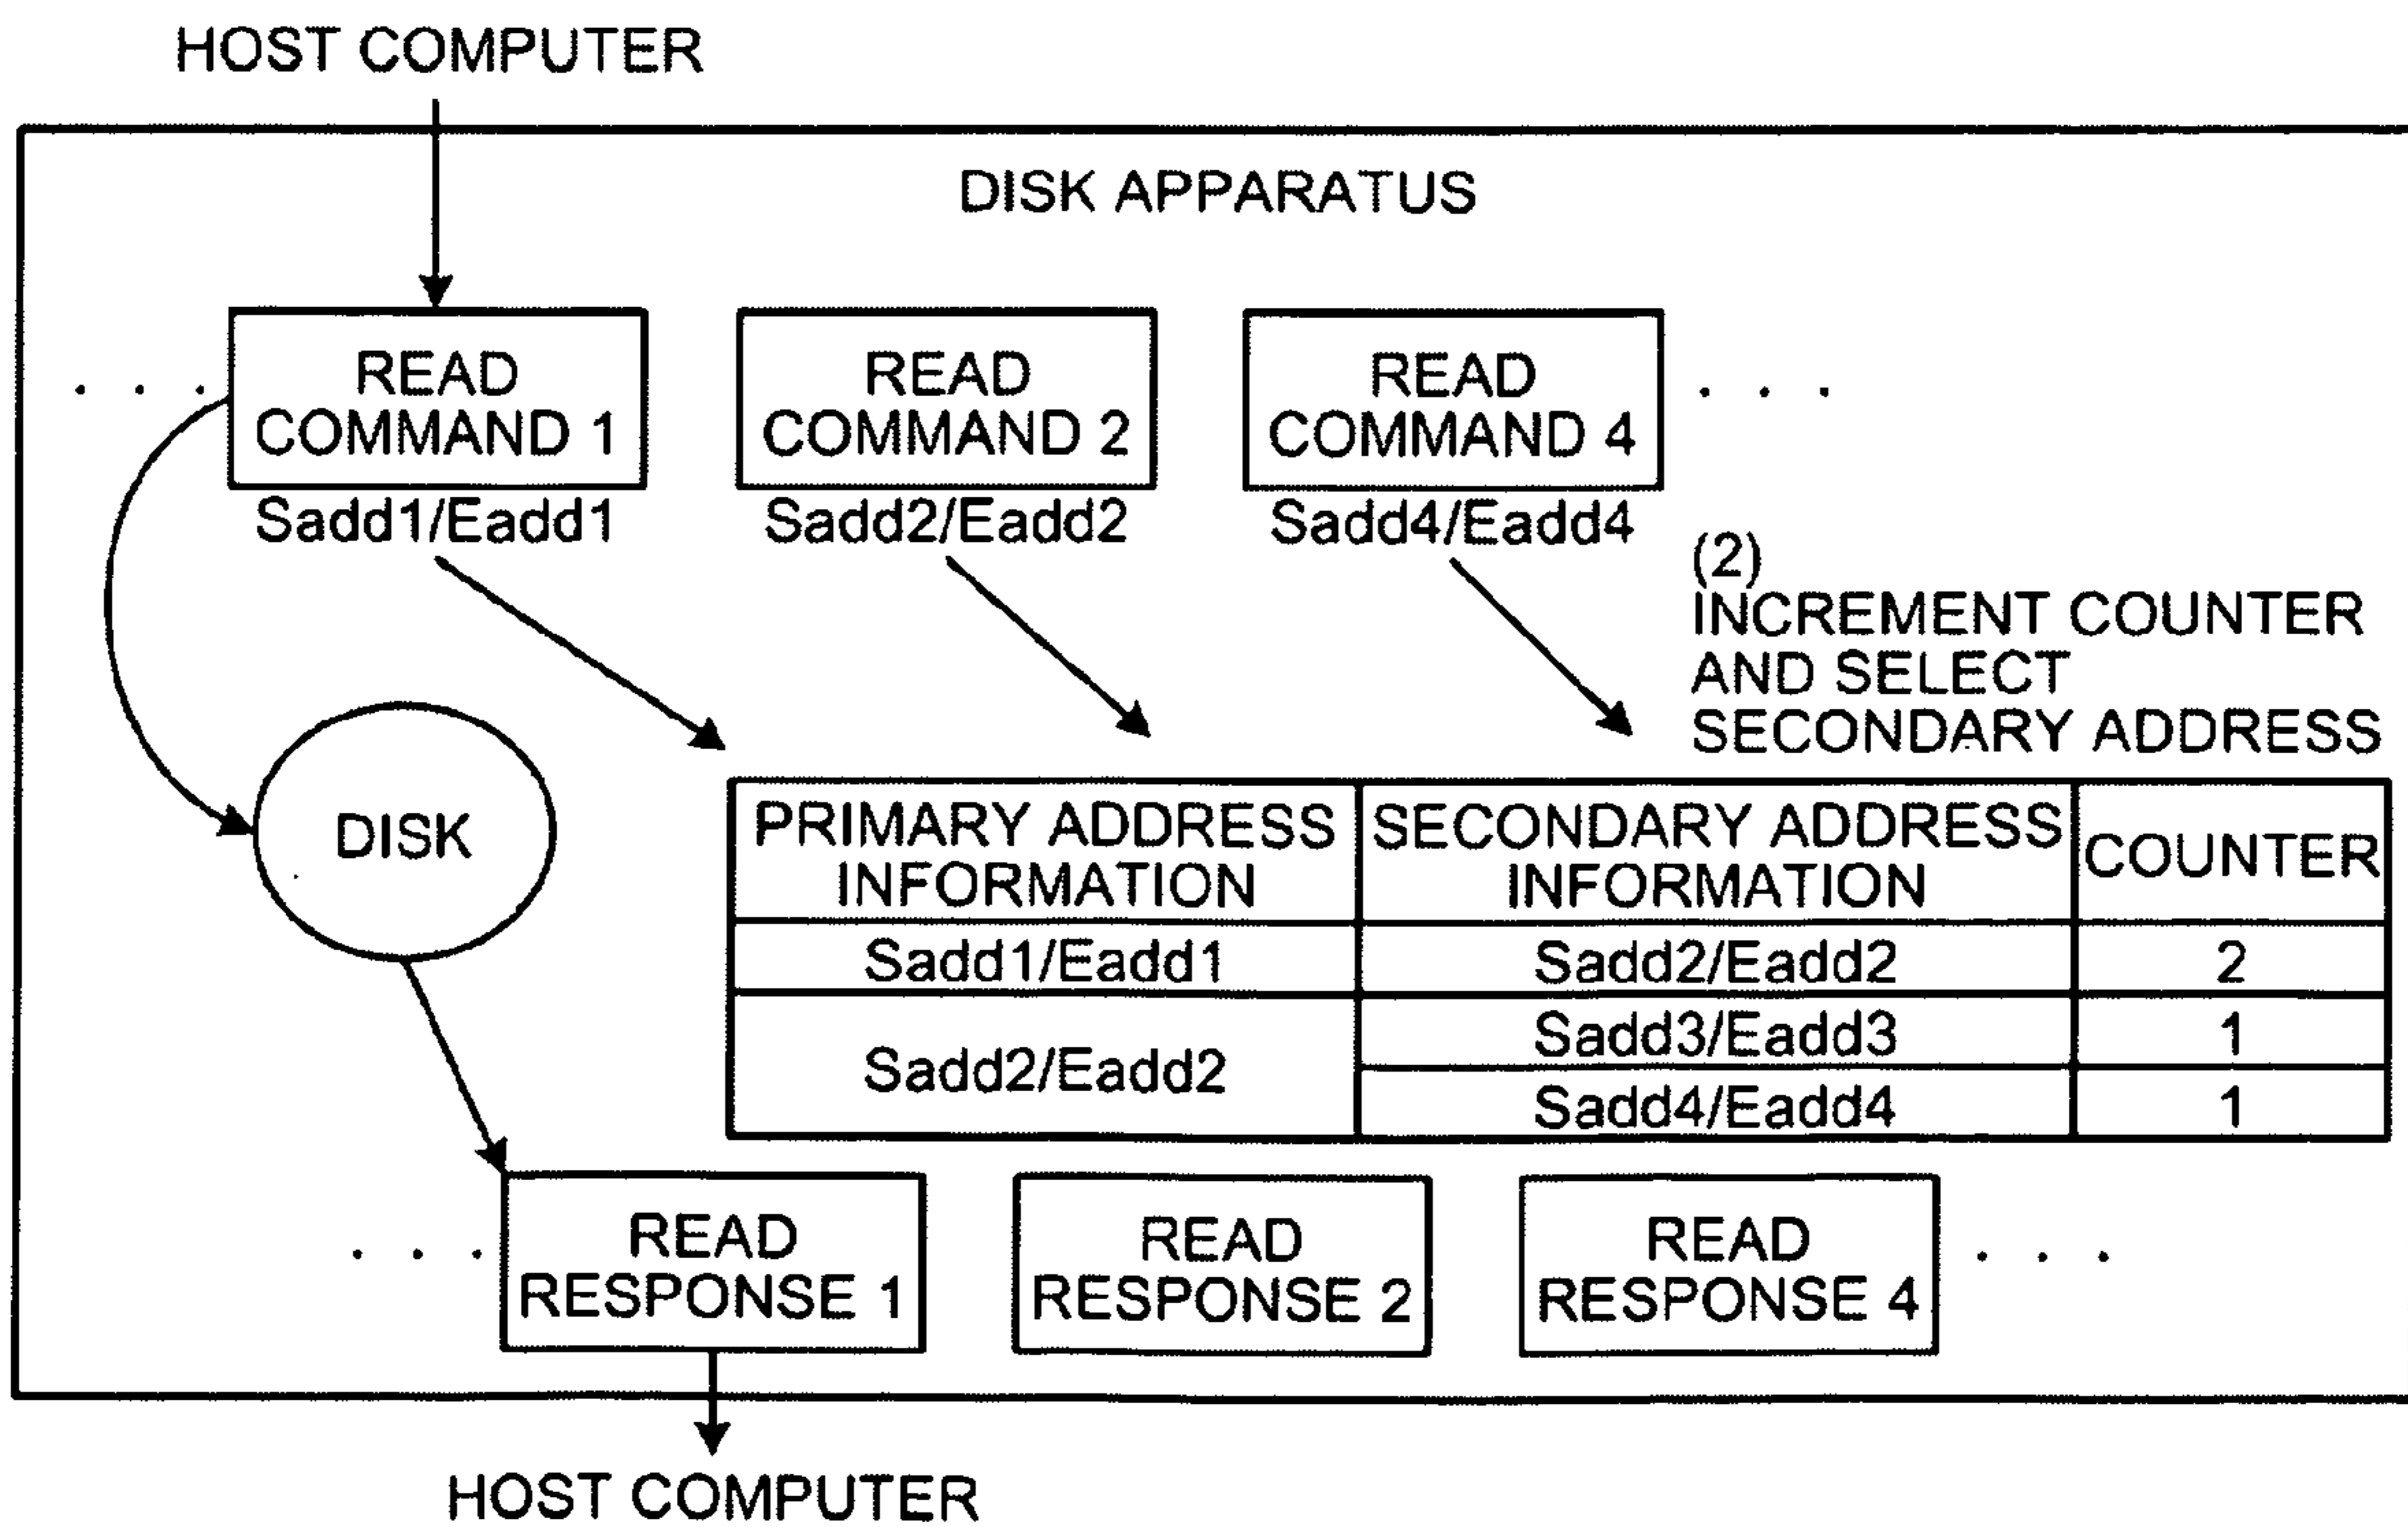 HOST COMPUTER
DISK APPARATUS
. . .
READ
COMMAND 1
READ
COMMAND 2
READ
COMMAND 4
. . .
Sadd1/Eadd1
Sadd2/Eadd2
Sadd4/Eadd4
(2)
INCREMENT COUNTER
AND SELECT
SECONDARY ADDRESS
DISK
PRIMARY ADDRESS
INFORMATION
SECONDARY ADDRESS
INFORMATION
COUNTER
Sadd1/Eadd1
Sadd2/Eadd2
2
Sadd2/Eadd2
Sadd3/Eadd3
1
Sadd4/Eadd4
1
. . .
READ
RESPONSE 1
READ
RESPONSE 2
READ
RESPONSE 4
. . .
HOST COMPUTER